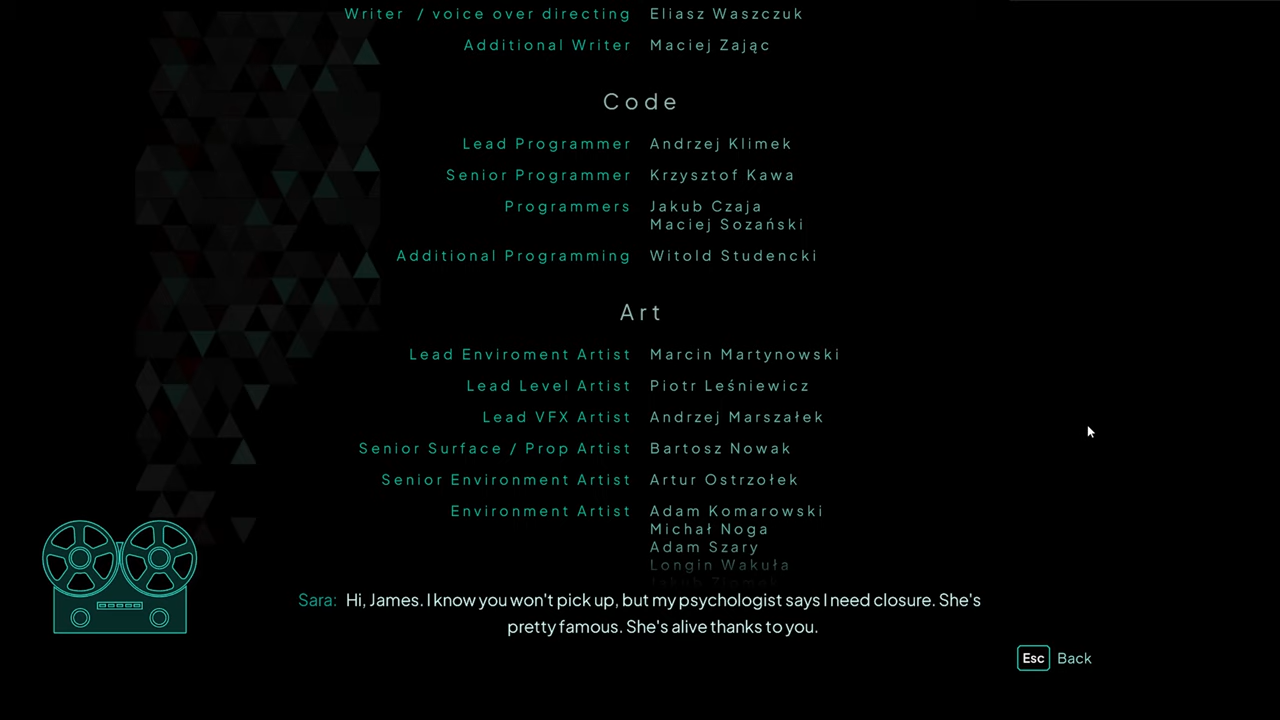 Writer / voice over directing Eliasz Waszczuk
Additional Writer Maciej Zając
Code
Lead Programmer Andrzej Klimek
Senior Programmer Krzysztof Kawa
Programmers Jakub Czaja
Maciej Sozański
Additional Programming Witold Studencki
Art
Lead Enviroment Artist Marcin Martynowski
Lead Level Artist Piotr Leśniewicz
Lead VFX Artist Andrzej Marszałek
Senior Surface / Prop Artist Bartosz Nowak
Senior Environment Artist Artur Ostrzołek
Environment Artist Adam Komarowski
Michał Noga
Adam Szary
Longin Wakuła
Sara: Hi, James. I know you won't pick up, but my psychologist says I need closure. She's
pretty famous. She's alive thanks to you.
Esc Back